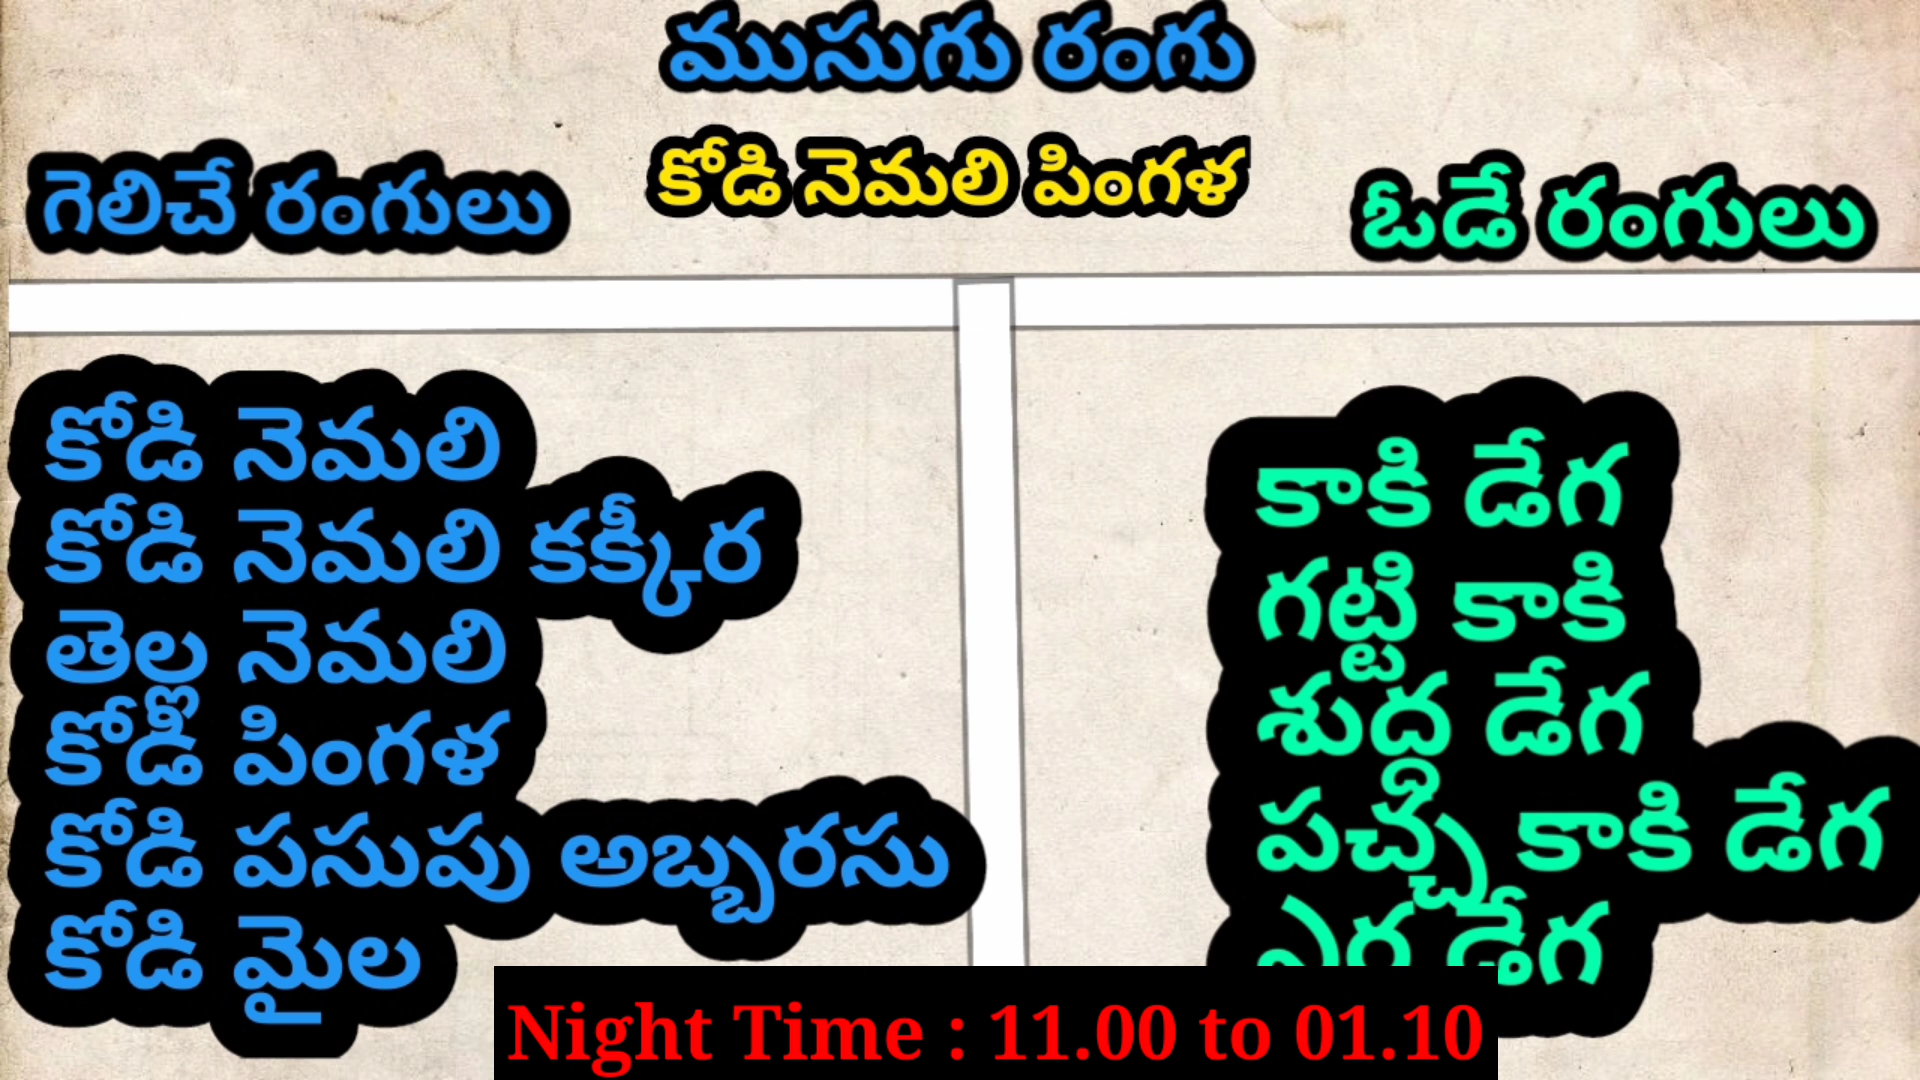 ముసుగు రంగు
కోడి నెమలి పింగళ
గెలిచే రంగులు
ఓడే రంగులు
కోడి నెమలి
కోడి నెమలి కక్కీర
తెల్ల నెమలి
కోడి పింగళ
కోడి పసుపు అబ్బరసు
కోడి మైల
కాకి డేగ
గట్టి కాకి
శుద్ద డేగ
పచ్చ కాకి డేగ
డేగ
Night Time : 11.00 to 01.10